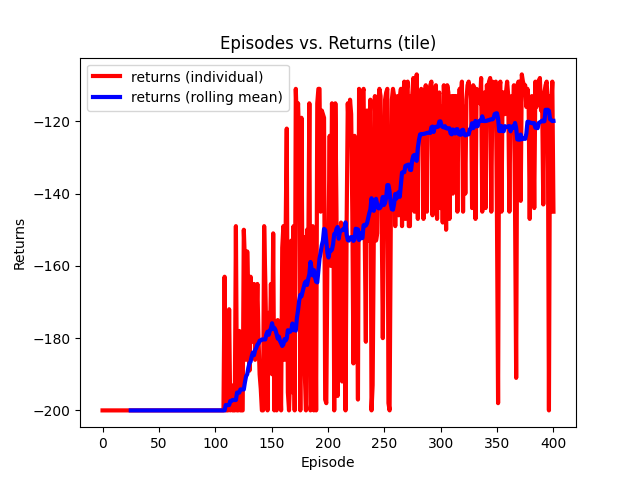 Episodes vs. Returns (tile)
returns (individual)
returns (rolling mean)
Returns
−120
−140
−160
−180
−200
0 50 100 150 200 250 300 350 400
Episode